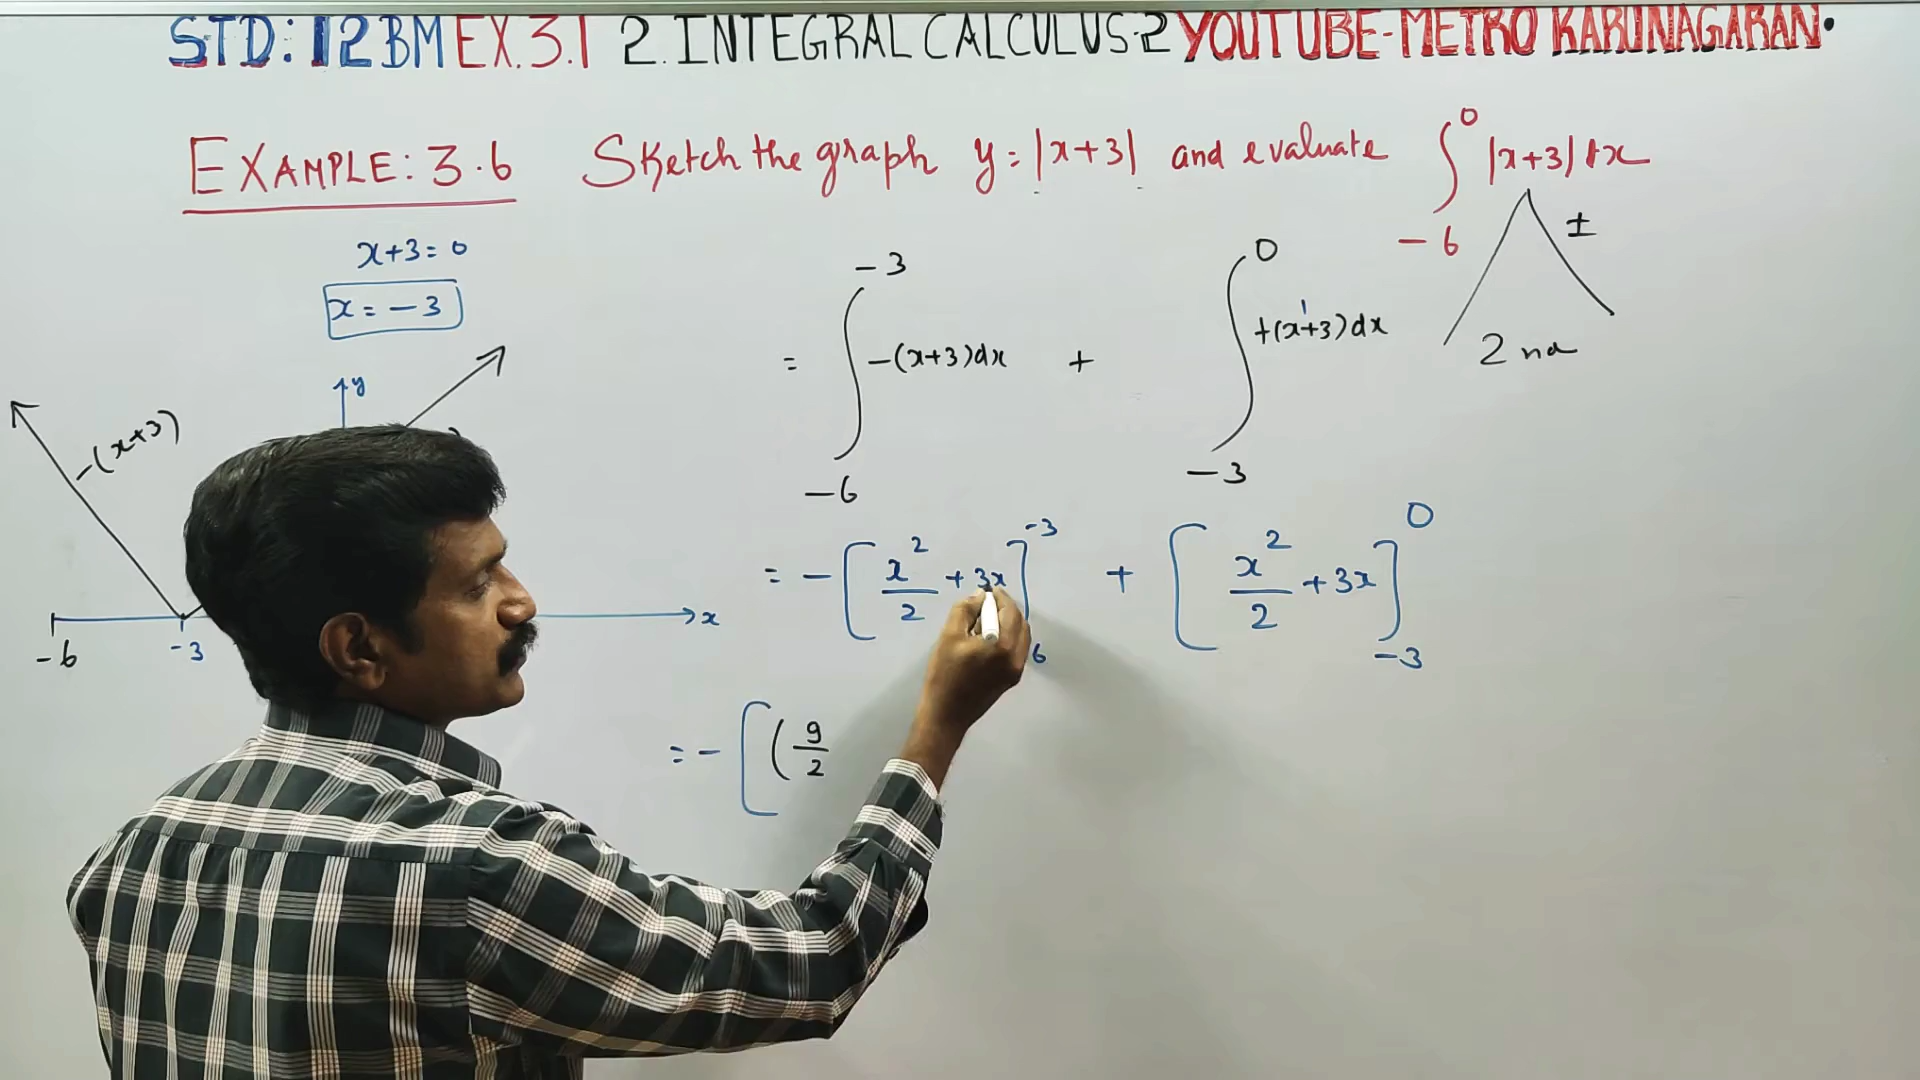 STD: 12 BM EX. 3.1 2. INTEGRAL CALCULUS-2 YOUTUBE-METRO KARUNAGARAN.
EXAMPLE: 3.6 Sketch the graph y = |x+3| and evaluate ∫_{-6}^{0} |x+3| dx
x+3 = 0
x = -3
±
2 nd
= ∫_{-6}^{-3} -(x+3)dx + ∫_{-3}^{0} +(x¹+3)dx
y
-(x+3)
x
-6 -3
= - [x²/2 + 3x]_{6}^{-3} + [x²/2 + 3x]_{-3}^{0}
= - [(9/2